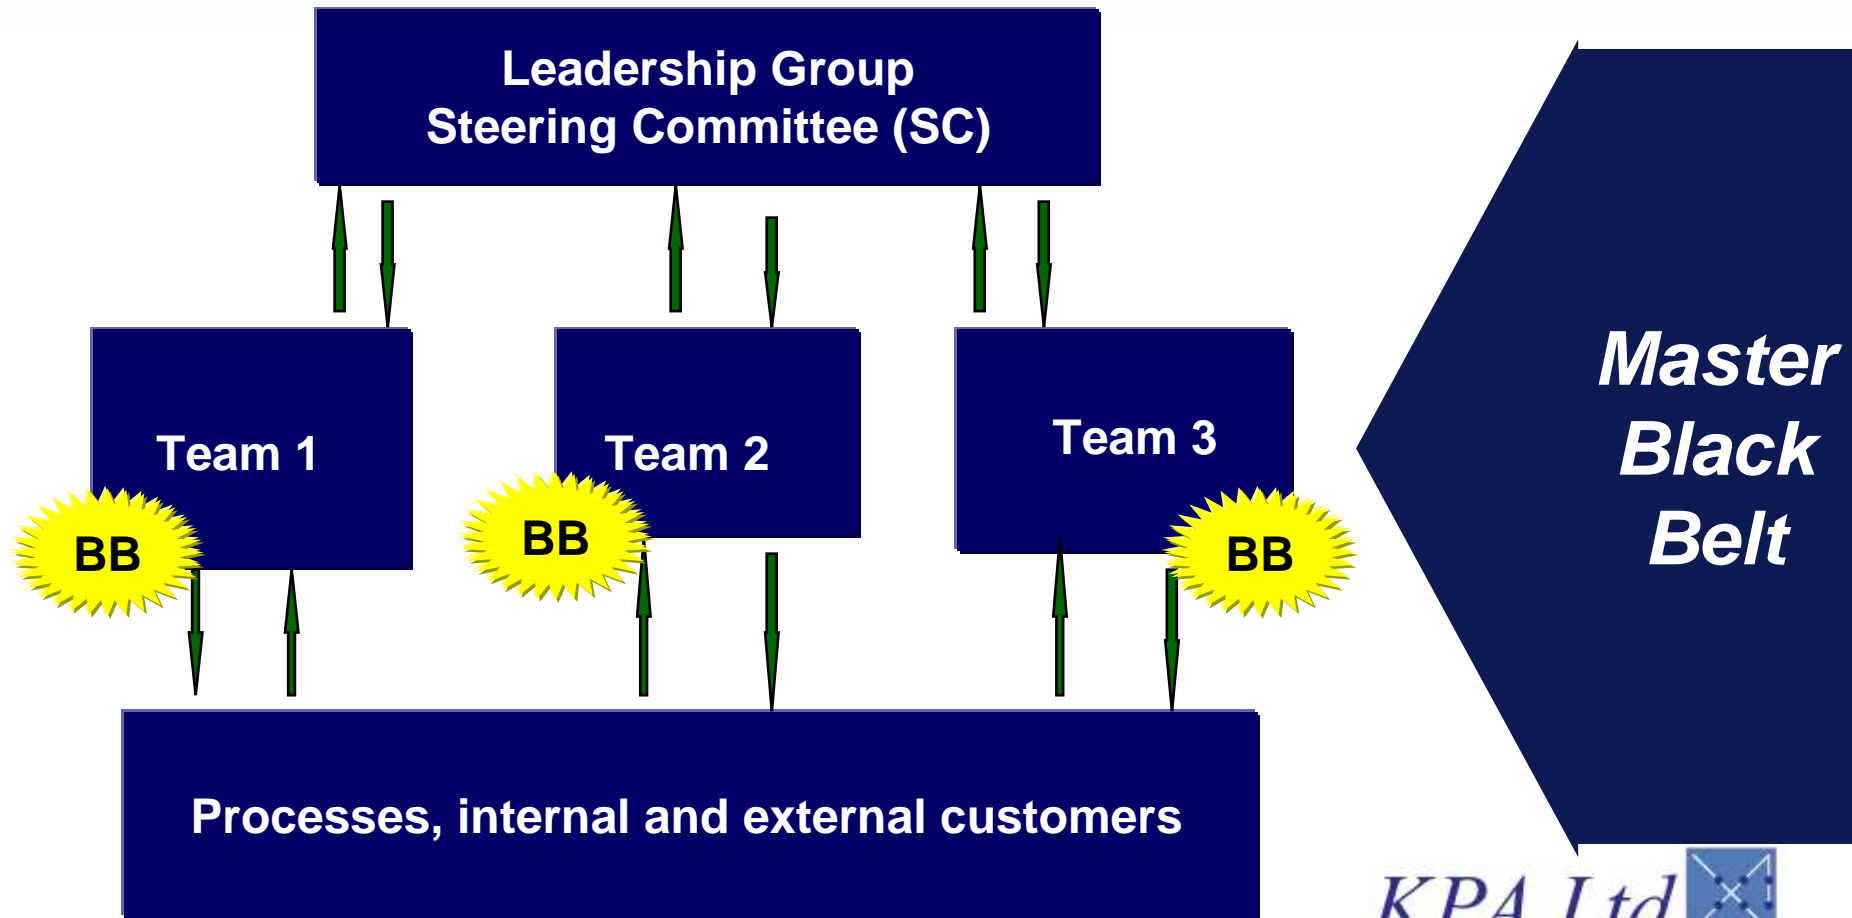 Leadership Group
Steering Committee (SC)
Team 1
Team 2
Team 3
BB
BB
BB
Master
Black
Belt
Processes, internal and external customers
KPA Ltd